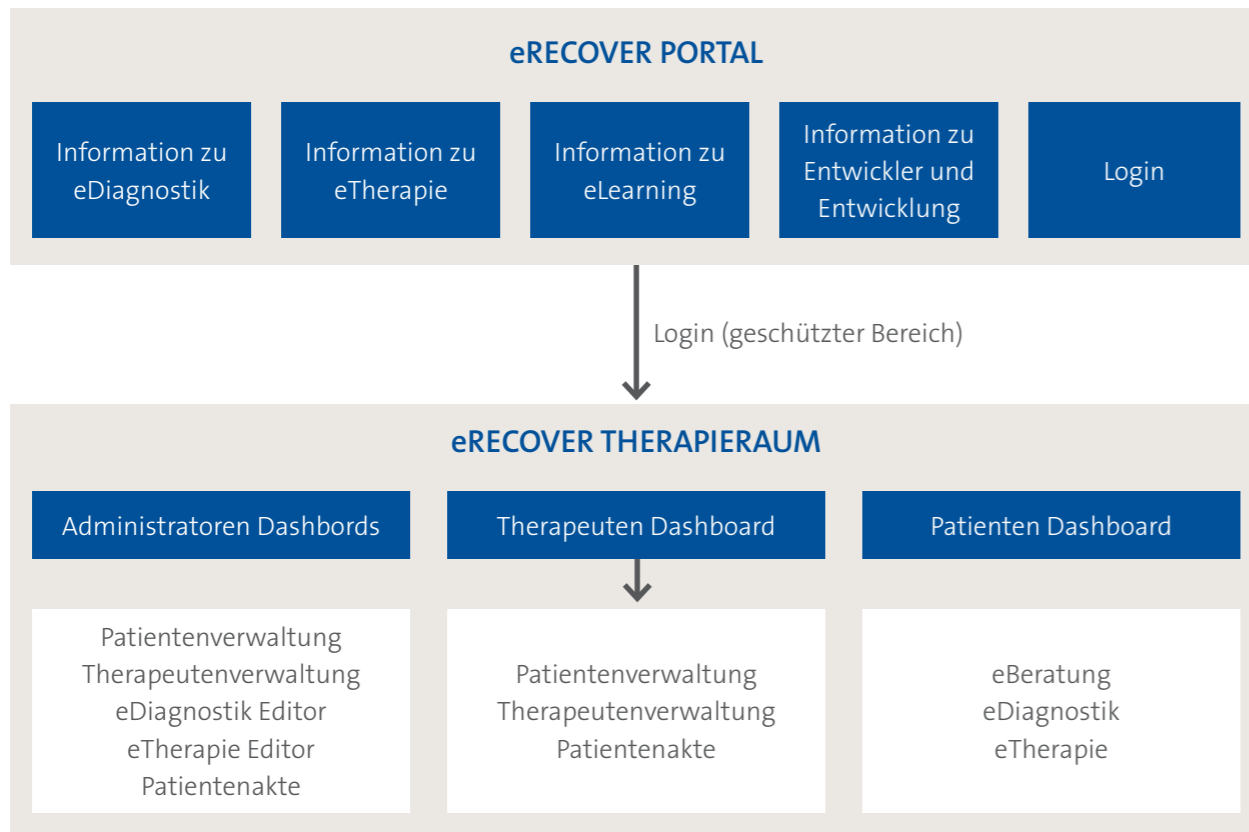 eRECOVER PORTAL
Information zu
eDiagnostik
Information zu
eTherapie
Information zu
eLearning
Information zu
Entwickler und
Entwicklung
Login
Login (geschützter Bereich)
eRECOVER THERAPIERAUM
Administratoren Dashbords
Therapeuten Dashboard
Patienten Dashboard
Patientenverwaltung
Therapeutenverwaltung
eDiagnostik Editor
eTherapie Editor
Patientenakte
Patientenverwaltung
Therapeutenverwaltung
Patientenakte
eBeratung
eDiagnostik
eTherapie